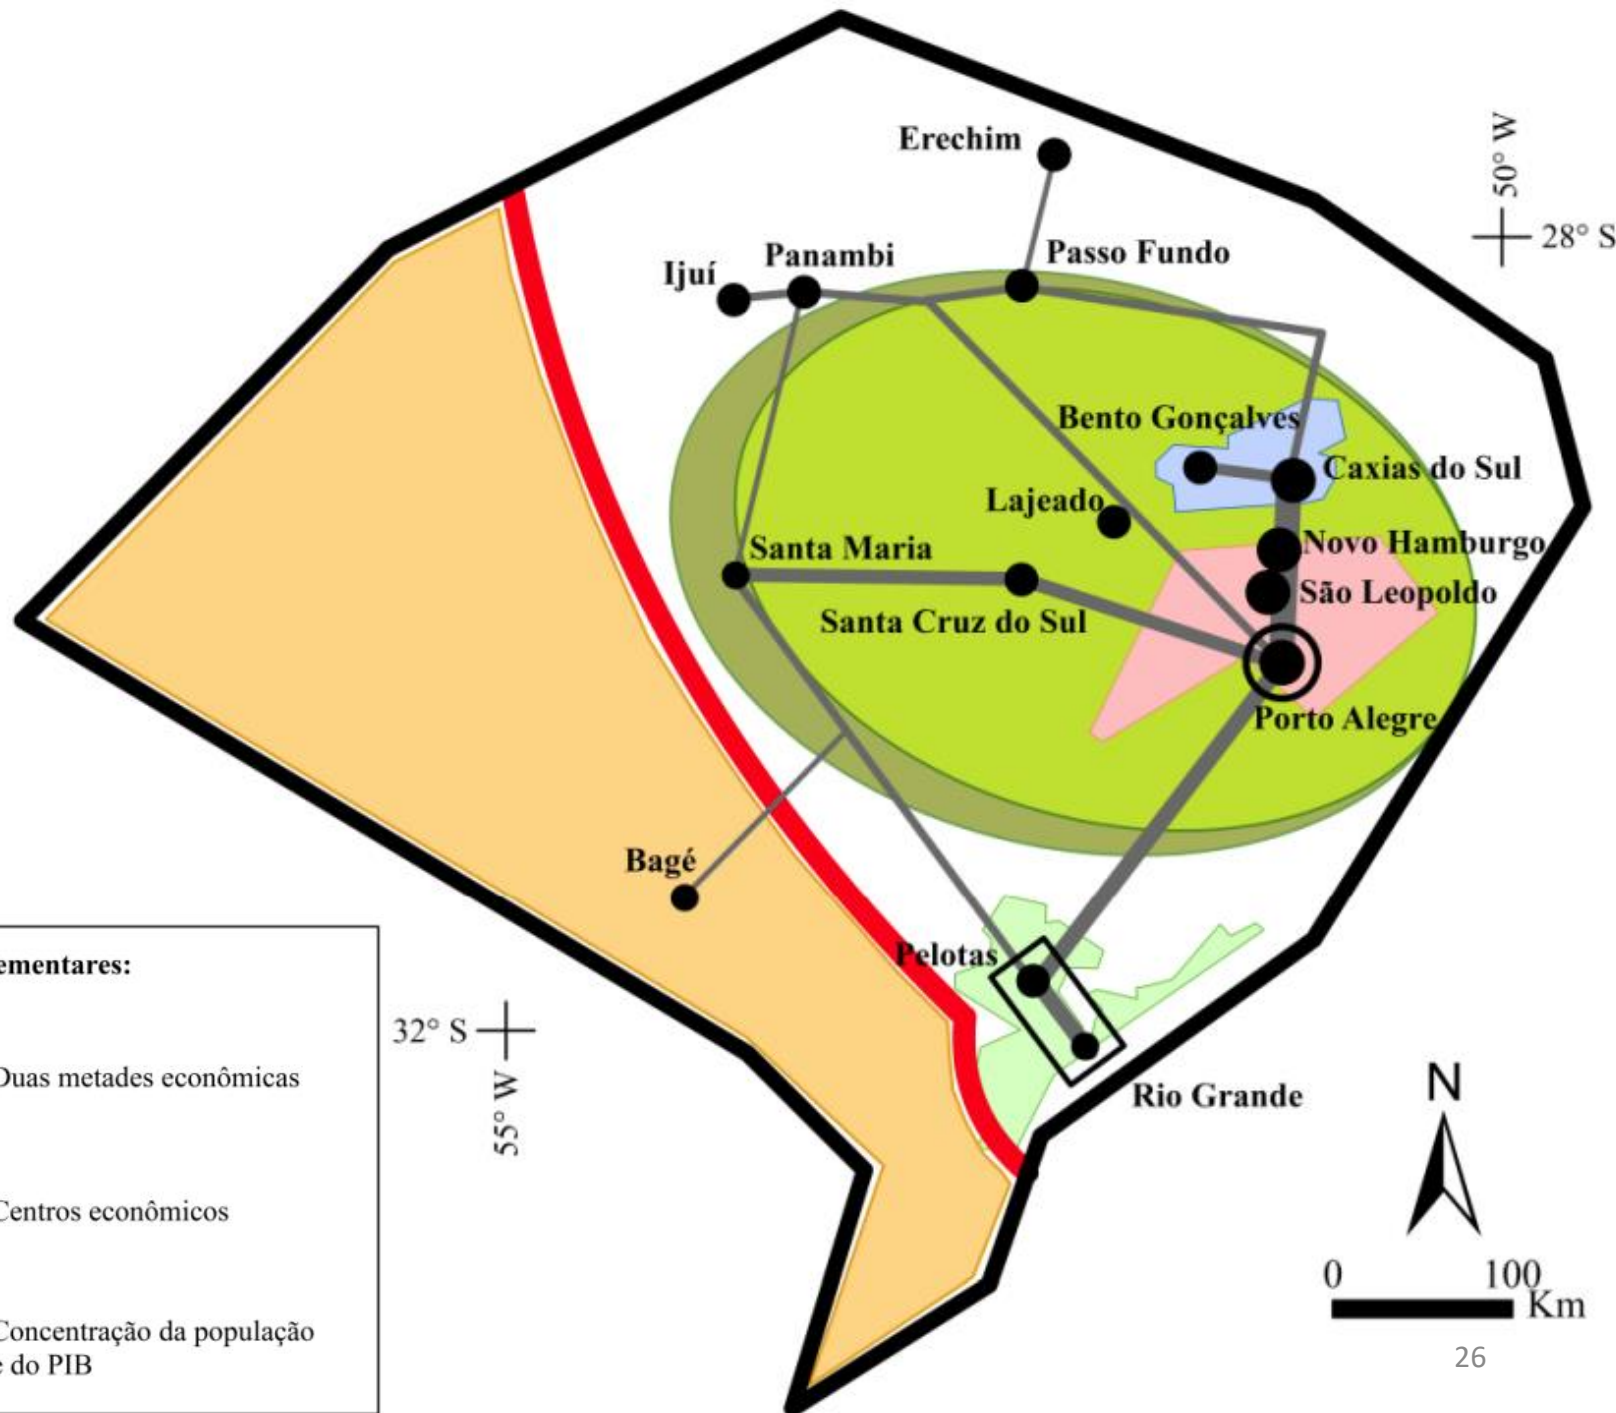 Erechim
50° W
28° S
Passo Fundo
Panambi
Ijuí
Bento Gonçalves
Caxias do Sul
Lajeado
Novo Hamburgo
Santa Maria
São Leopoldo
Santa Cruz do Sul
Porto Alegre
Bagé
Pelotas
ementares:
32° S
Duas metades econômicas
55° W
N
Rio Grande
Centros econômicos
0 100
Km
Concentração da população
e do PIB
26